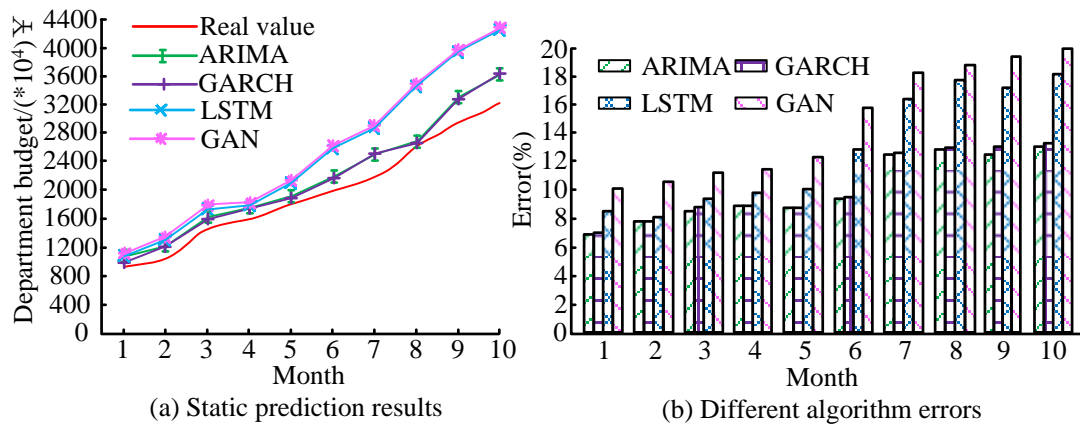 4400
4000
3600
3200
2800
2400
2000
1600
1200
800
400
0
Department budget/(*10⁴) ¥
Real value
ARIMA
GARCH
LSTM
GAN
1 2 3 4 5 6 7 8 9 10
Month
(a) Static prediction results
20
18
16
14
12
10
8
6
4
2
0
Error(%)
ARIMA GARCH
LSTM GAN
1 2 3 4 5 6 7 8 9 10
Month
(b) Different algorithm errors